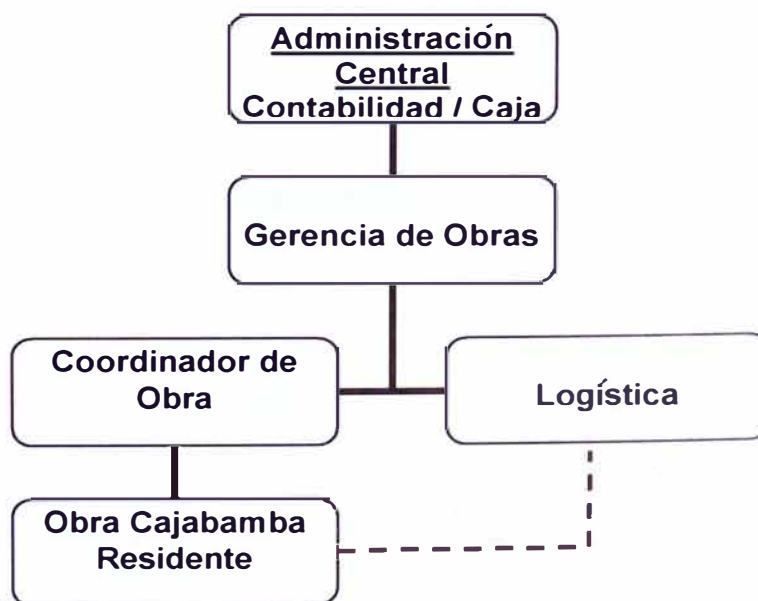 Administración
Central
Contabilidad / Caja
Gerencia de Obras
Coordinador de
Obra
Logística
Obra Cajabamba
Residente